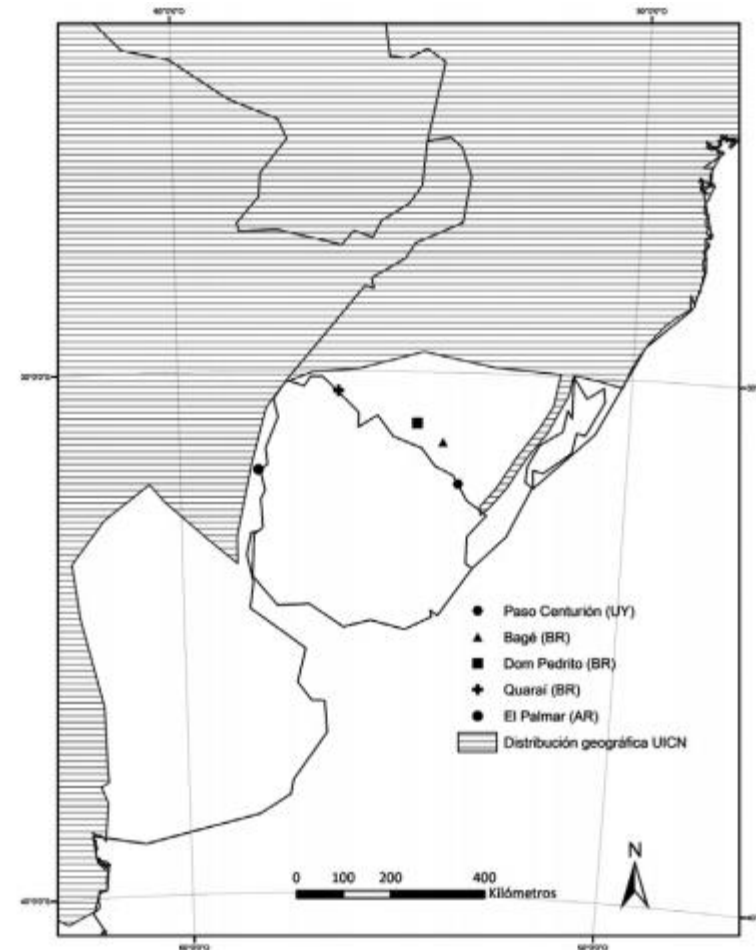 Paso Centurión (UY)
Bagé (BR)
Dom Pedrito (BR)
Quaraí (BR)
El Palmar (AR)
Distribución geográfica UICN
N
0 100 200 400
Kilómetros